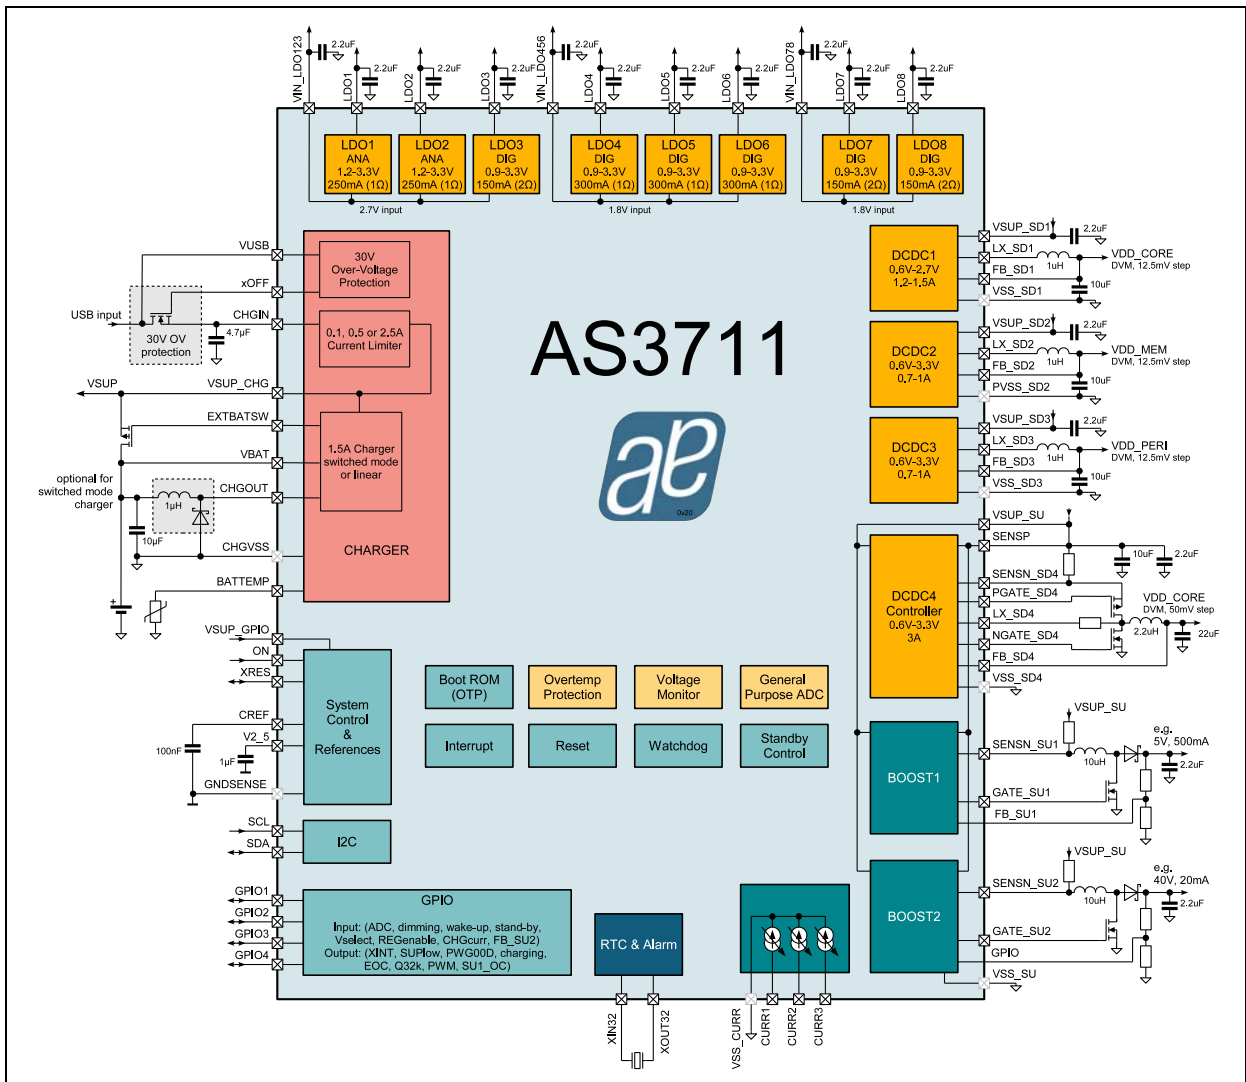 VIN_LDO123
2.2uF
LDO1
2.2uF
LDO2
2.2uF
LDO3
2.2uF
VIN_LDO456
2.2uF
LDO4
2.2uF
LDO5
2.2uF
LDO6
2.2uF
VIN_LDO78
2.2uF
LDO7
2.2uF
LDO8
2.2uF
LDO1
ANA
1.2-3.3V
250mA (1Ω)
LDO2
ANA
1.2-3.3V
250mA (1Ω)
LDO3
DIG
0.9-3.3V
150mA (2Ω)
LDO4
DIG
0.9-3.3V
300mA (1Ω)
LDO5
DIG
0.9-3.3V
300mA (1Ω)
LDO6
DIG
0.9-3.3V
300mA (1Ω)
LDO7
DIG
0.9-3.3V
150mA (2Ω)
LDO8
DIG
0.9-3.3V
150mA (2Ω)
2.7V input
1.8V input
1.8V input
VUSB
xOFF
USB input
CHGIN
30V OV
protection
4.7µF
VSUP
VSUP_CHG
EXTBATSW
VBAT
optional for
switched mode
charger
CHGOUT
1µH
10µF
CHGVSS
BATTEMP
+
30V
Over-Voltage
Protection
0.1, 0.5 or 2.5A
Current Limiter
1.5A Charger
switched mode
or linear
CHARGER
AS3711
0v20
DCDC1
0.6V-2.7V
1.2-1.5A
VSUP_SD1
2.2uF
LX_SD1
1uH
VDD_CORE
DVM, 12.5mV step
FB_SD1
10uF
VSS_SD1
DCDC2
0.6V-3.3V
0.7-1A
VSUP_SD2
2.2uF
LX_SD2
1uH
VDD_MEM
DVM, 12.5mV step
FB_SD2
10uF
PVSS_SD2
DCDC3
0.6V-3.3V
0.7-1A
VSUP_SD3
2.2uF
LX_SD3
1uH
VDD_PERI
DVM, 12.5mV step
FB_SD3
10uF
VSS_SD3
VSUP_SU
SENSP
10uF
2.2uF
DCDC4
Controller
0.6V-3.3V
3A
SENSN_SD4
PGATE_SD4
LX_SD4
NGATE_SD4
FB_SD4
VSS_SD4
VDD_CORE
DVM, 50mV step
2.2uH
22uF
VSUP_GPIO
ON
XRES
CREF
100nF
V2_5
1µF
GNDSENSE
System
Control
&
References
Boot ROM
(OTP)
Overtemp
Protection
Voltage
Monitor
General
Purpose ADC
Interrupt
Reset
Watchdog
Standby
Control
BOOST1
VSUP_SU
SENSN_SU1
10uH
e.g.
5V, 500mA
2.2uF
GATE_SU1
FB_SU1
SCL
SDA
I2C
BOOST2
VSUP_SU
SENSN_SU2
10uH
e.g.
40V, 20mA
2.2uF
GATE_SU2
GPIO
VSS_SU
GPIO1
GPIO2
GPIO3
GPIO4
GPIO
Input: (ADC, dimming, wake-up, stand-by,
Vselect, REGenable, CHGcurr, FB_SU2)
Output: (XINT, SUPlow, PWG00D, charging,
EOC, Q32k, PWM, SU1_OC)
RTC & Alarm
XIN32
XOUT32
VSS_CURR
CURR1
CURR2
CURR3